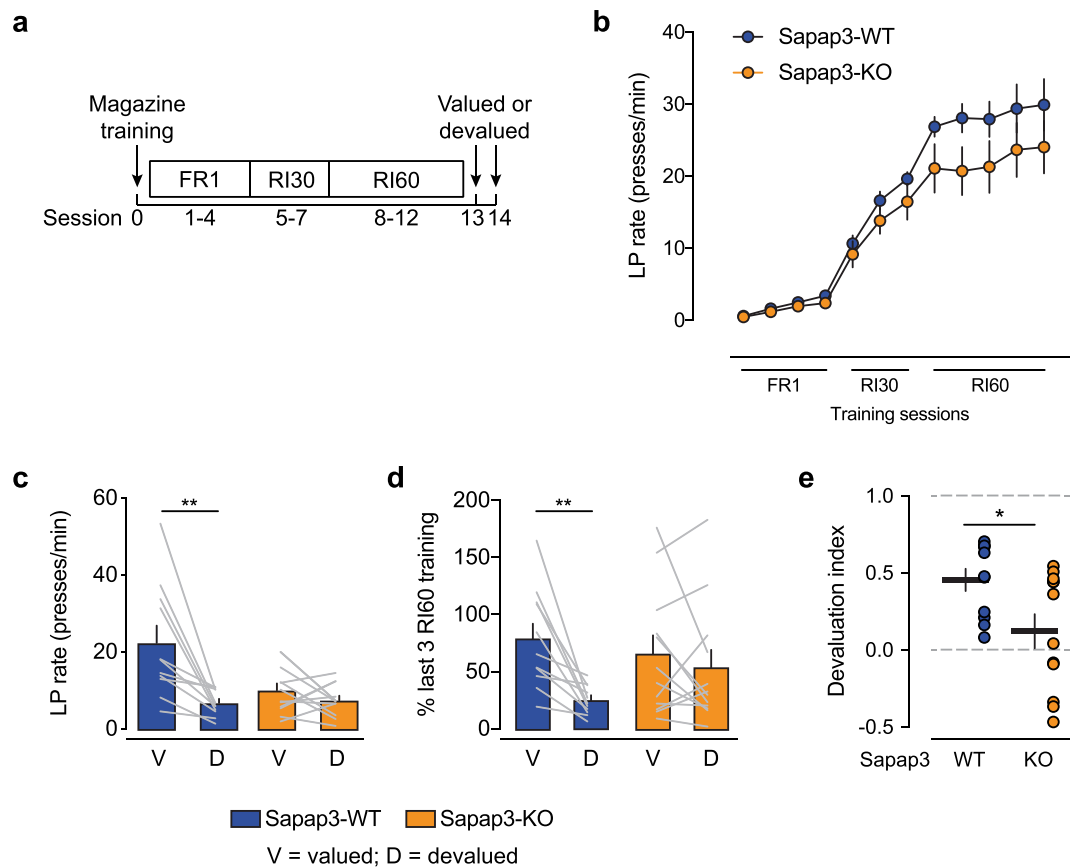 a
Magazine
training
Valued or
devalued
FR1
RI30
RI60
Session 0 1-4 5-7 8-12 13 14
b
Sapap3-WT
Sapap3-KO
LP rate (presses/min)
40
30
20
10
0
FR1
RI30
RI60
Training sessions
c
LP rate (presses/min)
60
40
20
0
**
V D V D
d
% last 3 RI60 training
200
150
100
50
0
**
V D V D
e
Devaluation index
1.0
0.5
0.0
-0.5
*
Sapap3 WT KO
Sapap3-WT Sapap3-KO
V = valued; D = devalued